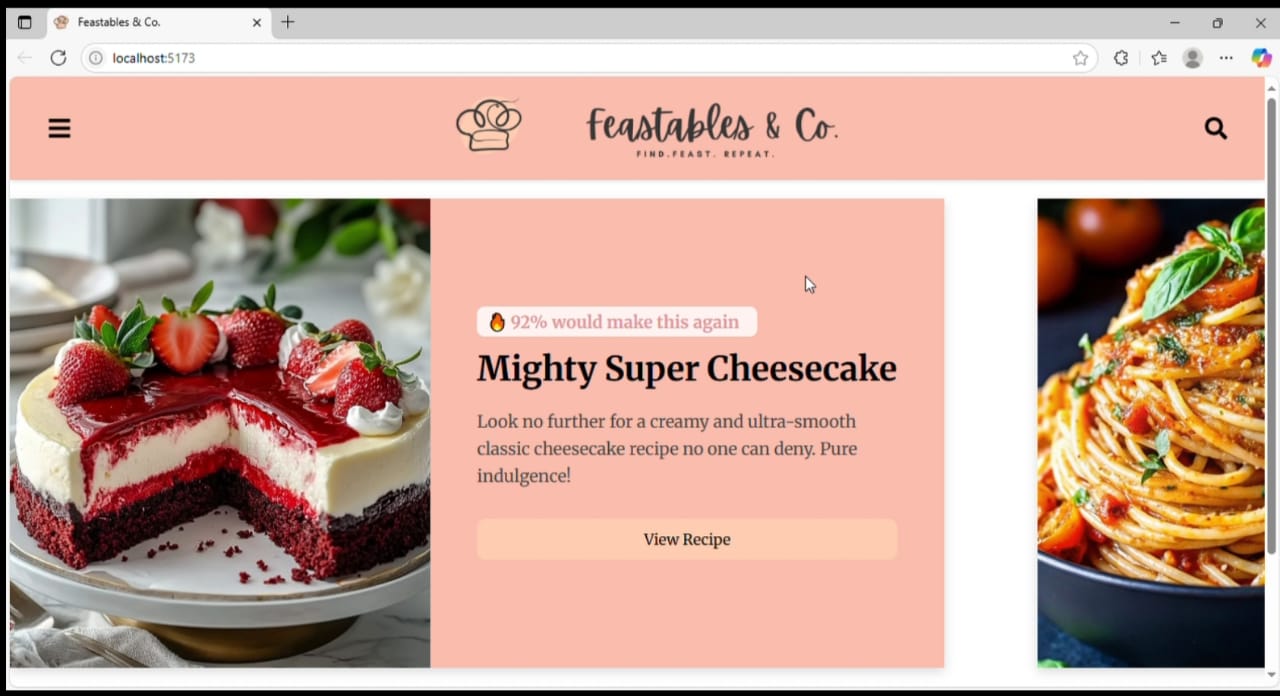 Feastables & Co.
localhost:5173
Feastables & Co.
FIND.FEAST. REPEAT.
🔥 92% would make this again
Mighty Super Cheesecake
Look no further for a creamy and ultra-smooth
classic cheesecake recipe no one can deny. Pure
indulgence!
View Recipe